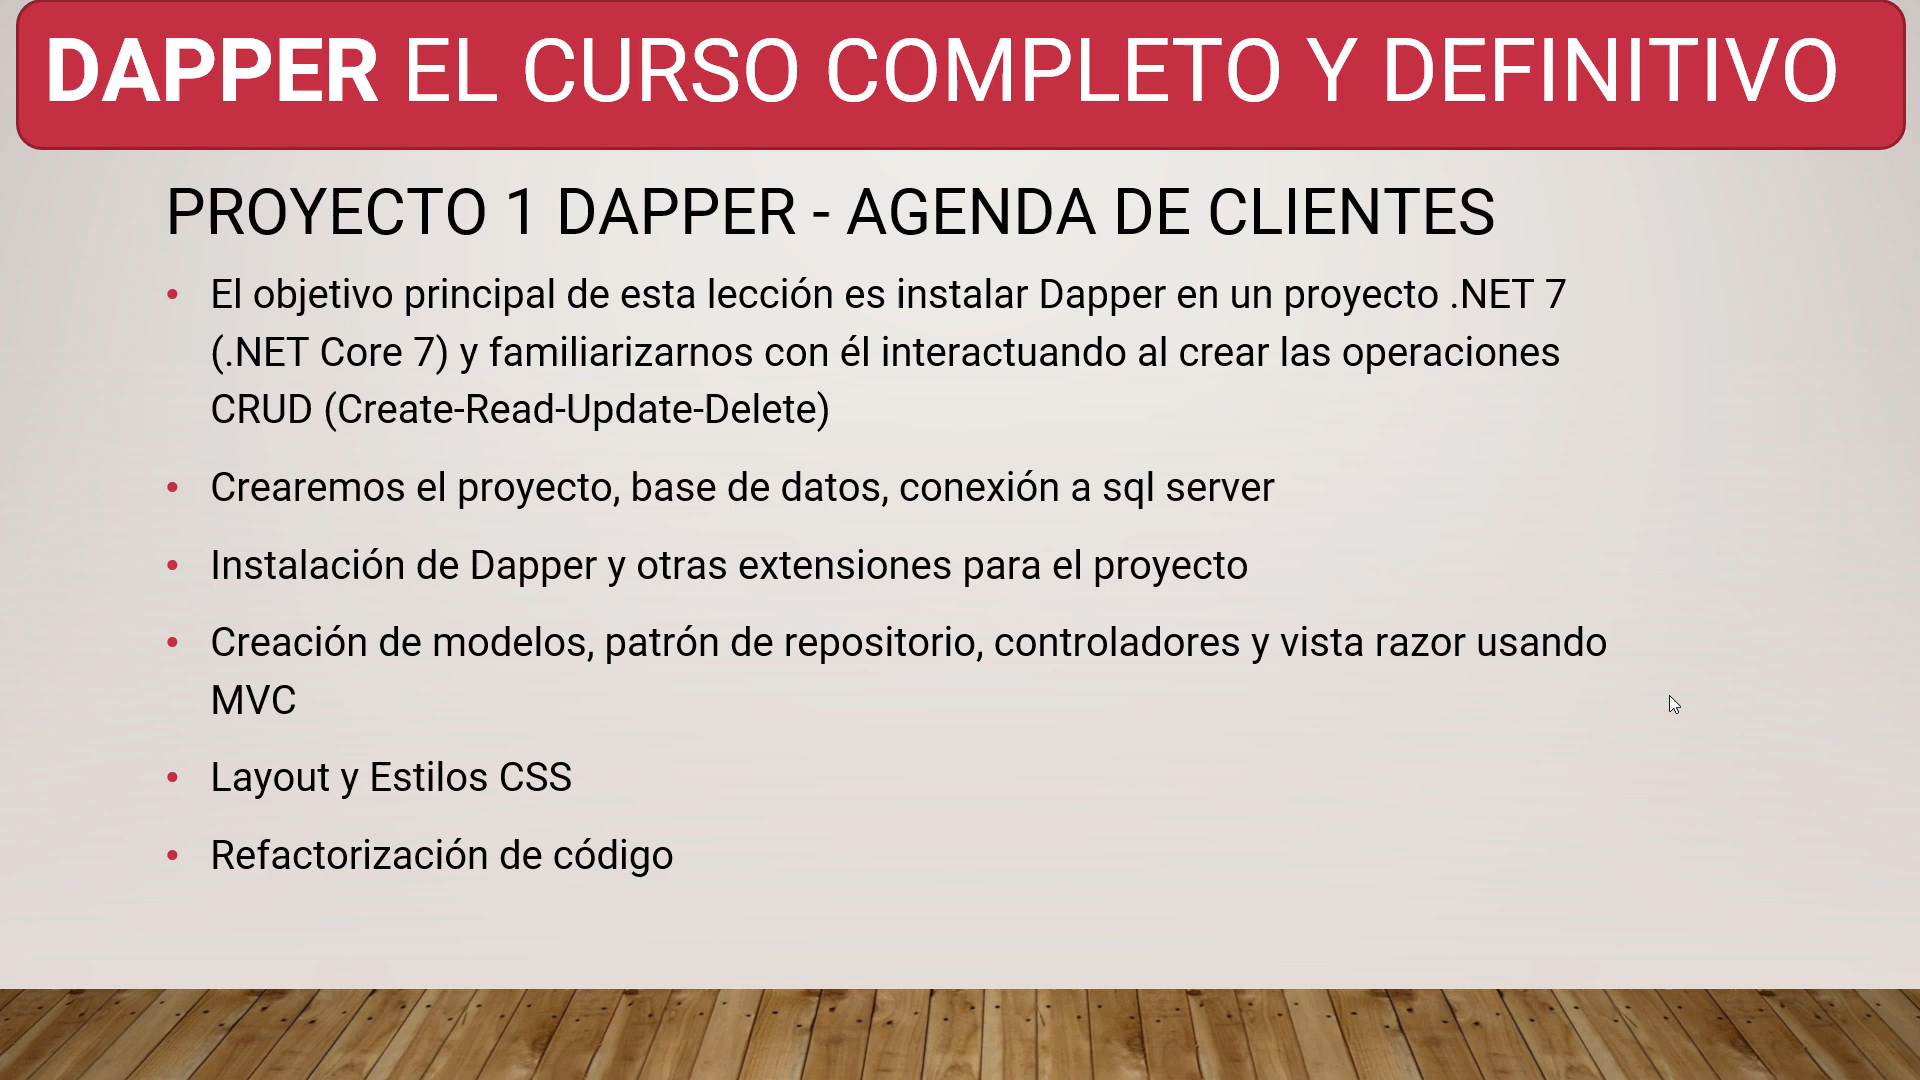 DAPPER EL CURSO COMPLETO Y DEFINITIVO
PROYECTO 1 DAPPER - AGENDA DE CLIENTES
• El objetivo principal de esta lección es instalar Dapper en un proyecto .NET 7
(.NET Core 7) y familiarizarnos con él interactuando al crear las operaciones
CRUD (Create-Read-Update-Delete)
• Crearemos el proyecto, base de datos, conexión a sql server
• Instalación de Dapper y otras extensiones para el proyecto
• Creación de modelos, patrón de repositorio, controladores y vista razor usando
MVC
• Layout y Estilos CSS
• Refactorización de código